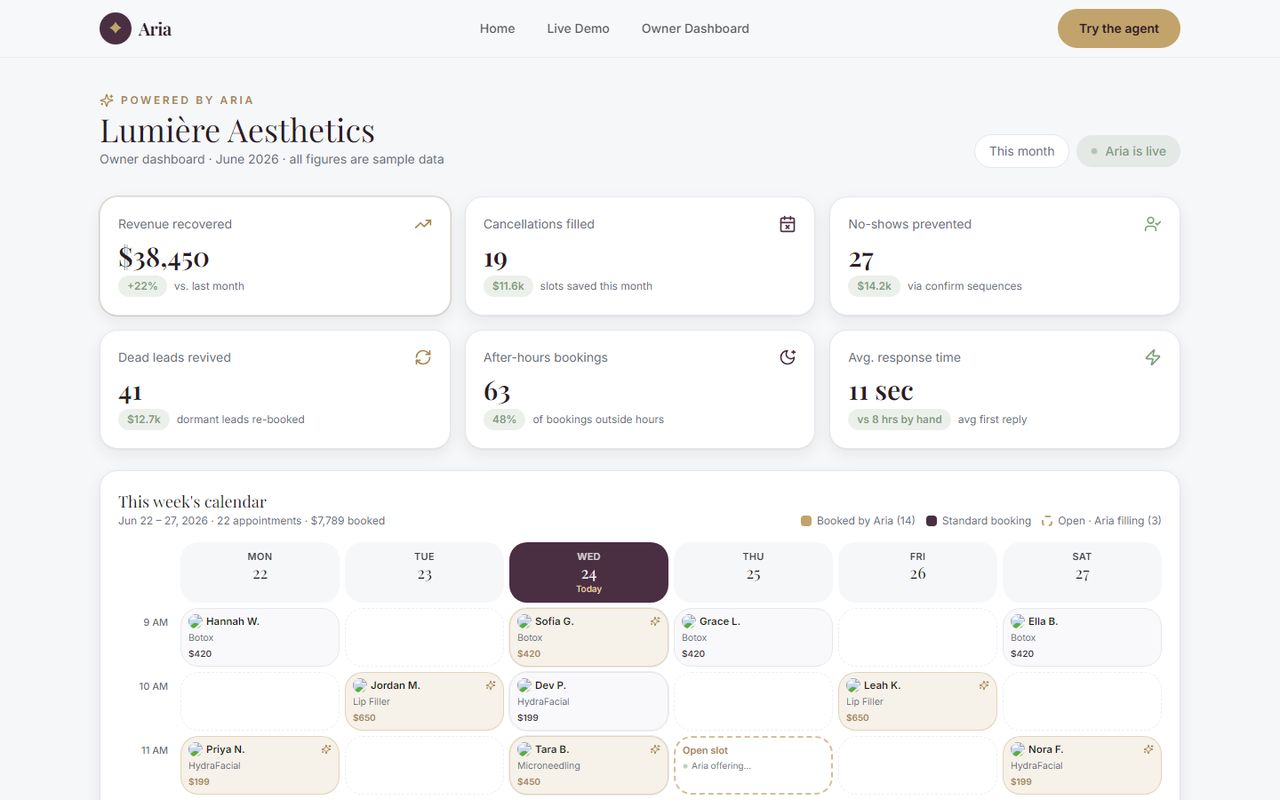 Aria
Home
Live Demo
Owner Dashboard
Try the agent
POWERED BY ARIA
Lumière Aesthetics
Owner dashboard · June 2026 · all figures are sample data
This month
Aria is live
Revenue recovered
$38,450
+22% vs. last month
Cancellations filled
19
$11.6k slots saved this month
No-shows prevented
27
$14.2k via confirm sequences
Dead leads revived
41
$12.7k dormant leads re-booked
After-hours bookings
63
48% of bookings outside hours
Avg. response time
11 sec
vs 8 hrs by hand avg first reply
This week's calendar
Jun 22 – 27, 2026 · 22 appointments · $7,789 booked
Booked by Aria (14)
Standard booking
Open · Aria filling (3)
MON
22
TUE
23
WED
24
Today
THU
25
FRI
26
SAT
27
9 AM
Hannah W.
Botox
$420
Sofia G.
Botox
$420
Grace L.
Botox
$420
Ella B.
Botox
$420
10 AM
Jordan M.
Lip Filler
$650
Dev P.
HydraFacial
$199
Leah K.
Lip Filler
$650
11 AM
Priya N.
HydraFacial
$199
Tara B.
Microneedling
$450
Open slot
Aria offering...
Nora F.
HydraFacial
$199